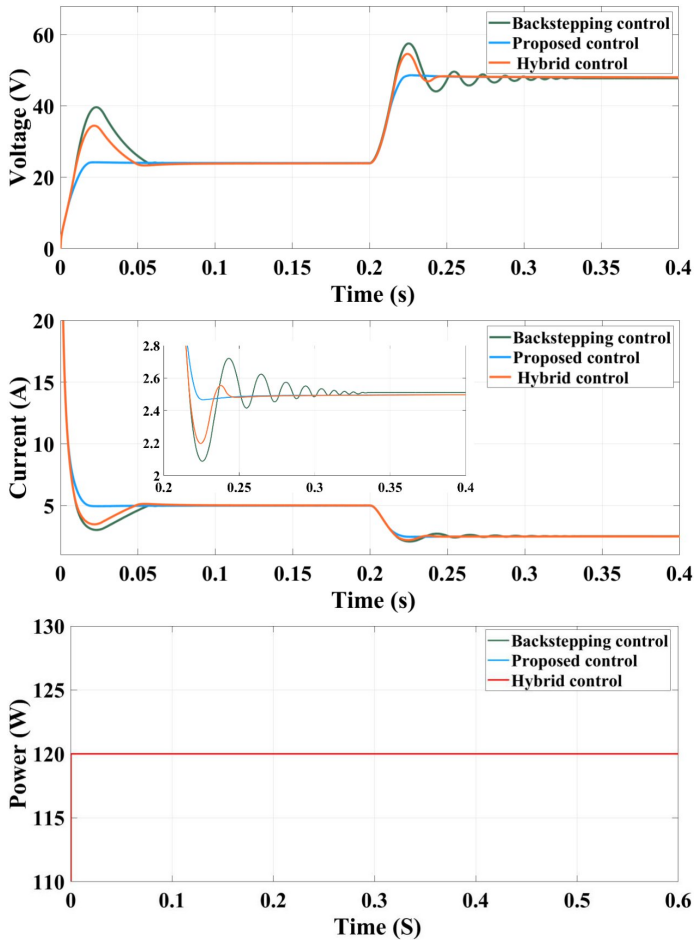 Backstepping control
Proposed control
Hybrid control
Voltage (V)
60
40
20
0
0 0.05 0.1 0.15 0.2 0.25 0.3 0.35 0.4
Time (s)
Backstepping control
Proposed control
Hybrid control
Current (A)
20
15
10
5
2.8
2.6
2.4
2.2
2
0.2 0.25 0.3 0.35 0.4
0 0.05 0.1 0.15 0.2 0.25 0.3 0.35 0.4
Time (s)
Backstepping control
Proposed control
Hybrid control
Power (W)
130
125
120
115
110
0 0.1 0.2 0.3 0.4 0.5 0.6
Time (S)